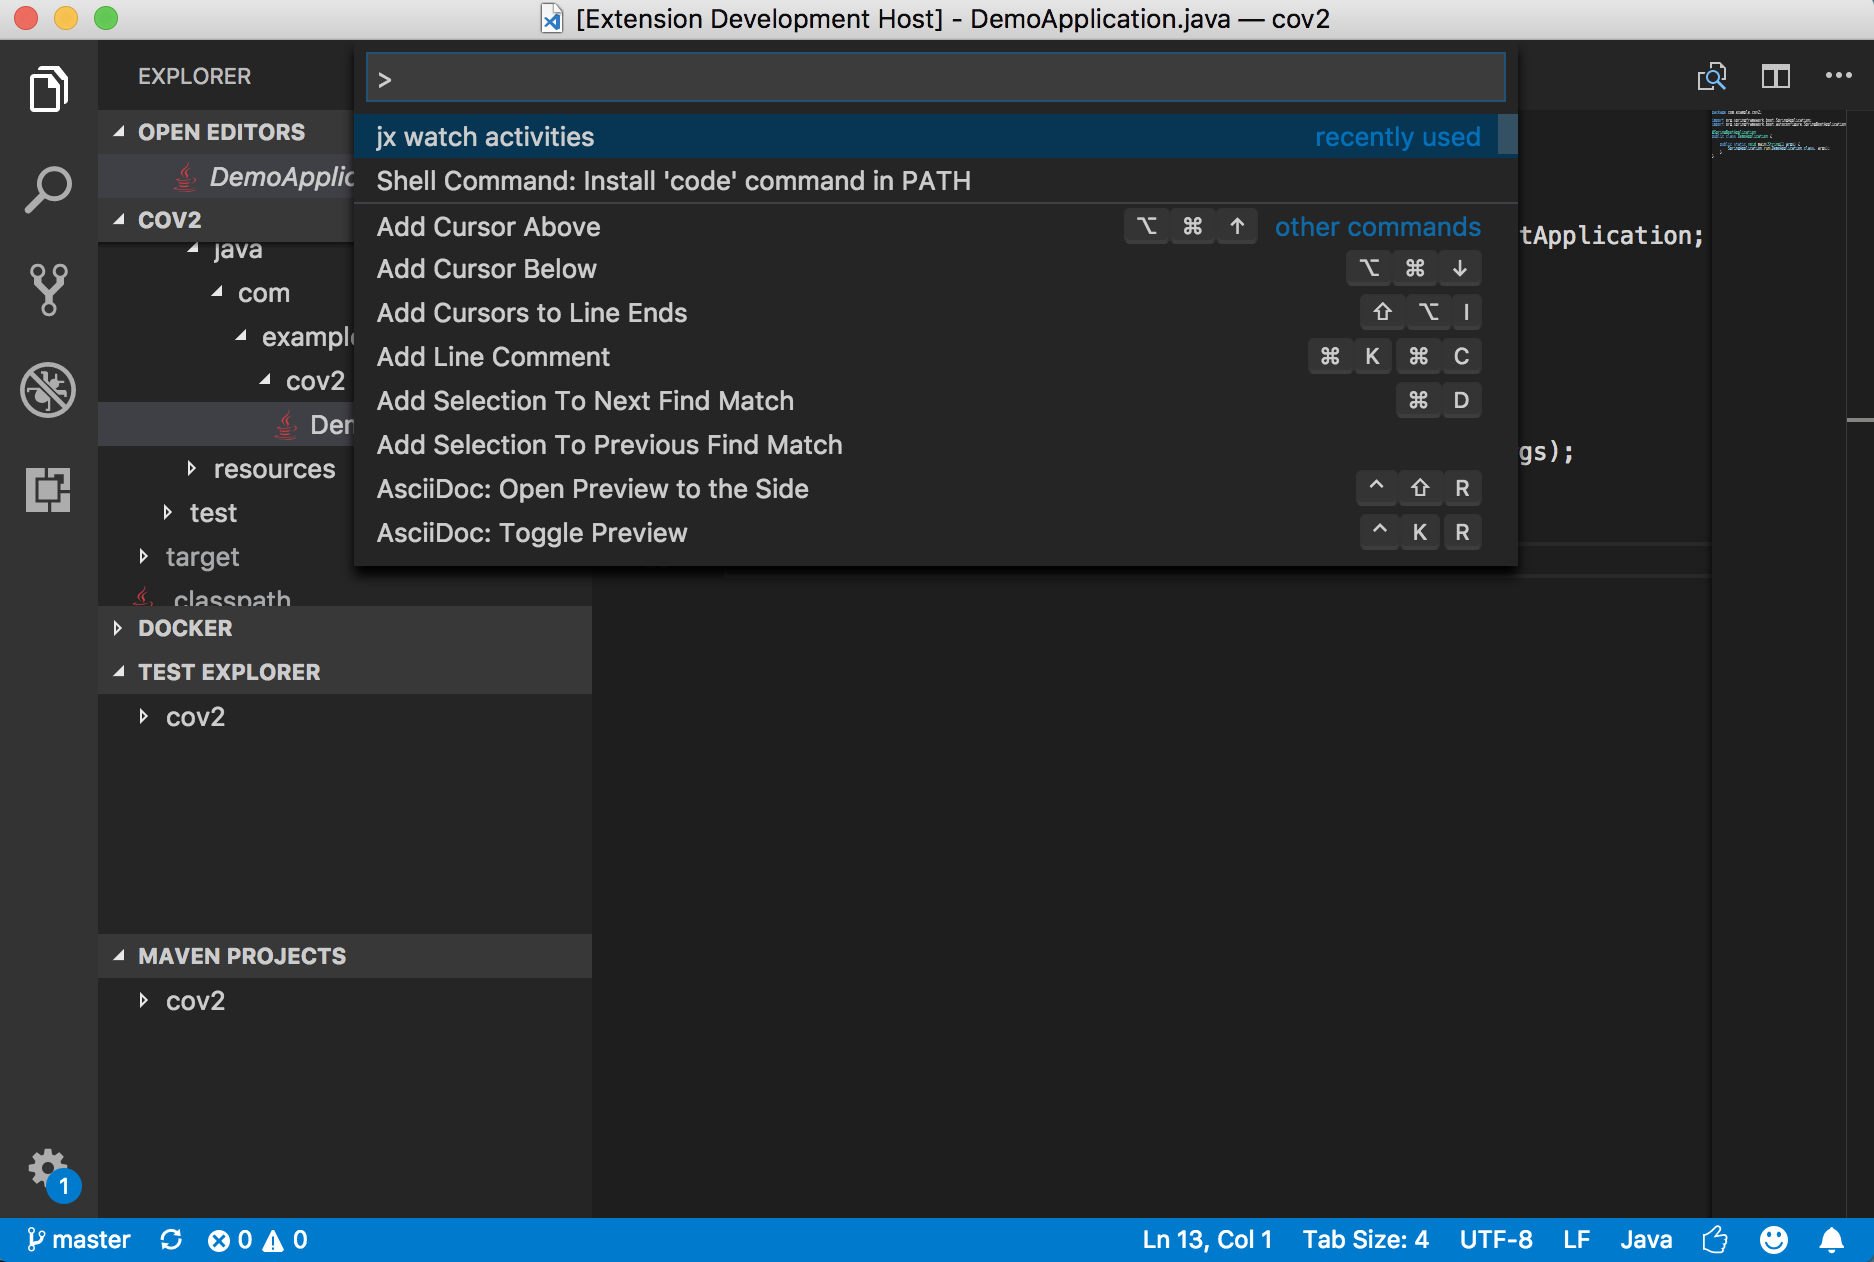 [Extension Development Host] - DemoApplication.java — cov2
EXPLORER
>
OPEN EDITORS
jx watch activities recently used
DemoApplic
Shell Command: Install 'code' command in PATH
COV2
Add Cursor Above ⌥ ⌘ ↑ other commands
tApplication;
java
Add Cursor Below ⌥ ⌘ ↓
com
Add Cursors to Line Ends ⇧ ⌥ I
example
Add Line Comment ⌘ K ⌘ C
cov2
Add Selection To Next Find Match ⌘ D
Dem
Add Selection To Previous Find Match
gs);
resources
AsciiDoc: Open Preview to the Side ^ ⇧ R
test
AsciiDoc: Toggle Preview ^ K R
target
.classpath
DOCKER
TEST EXPLORER
cov2
MAVEN PROJECTS
cov2
1
master 0 0 Ln 13, Col 1 Tab Size: 4 UTF-8 LF Java